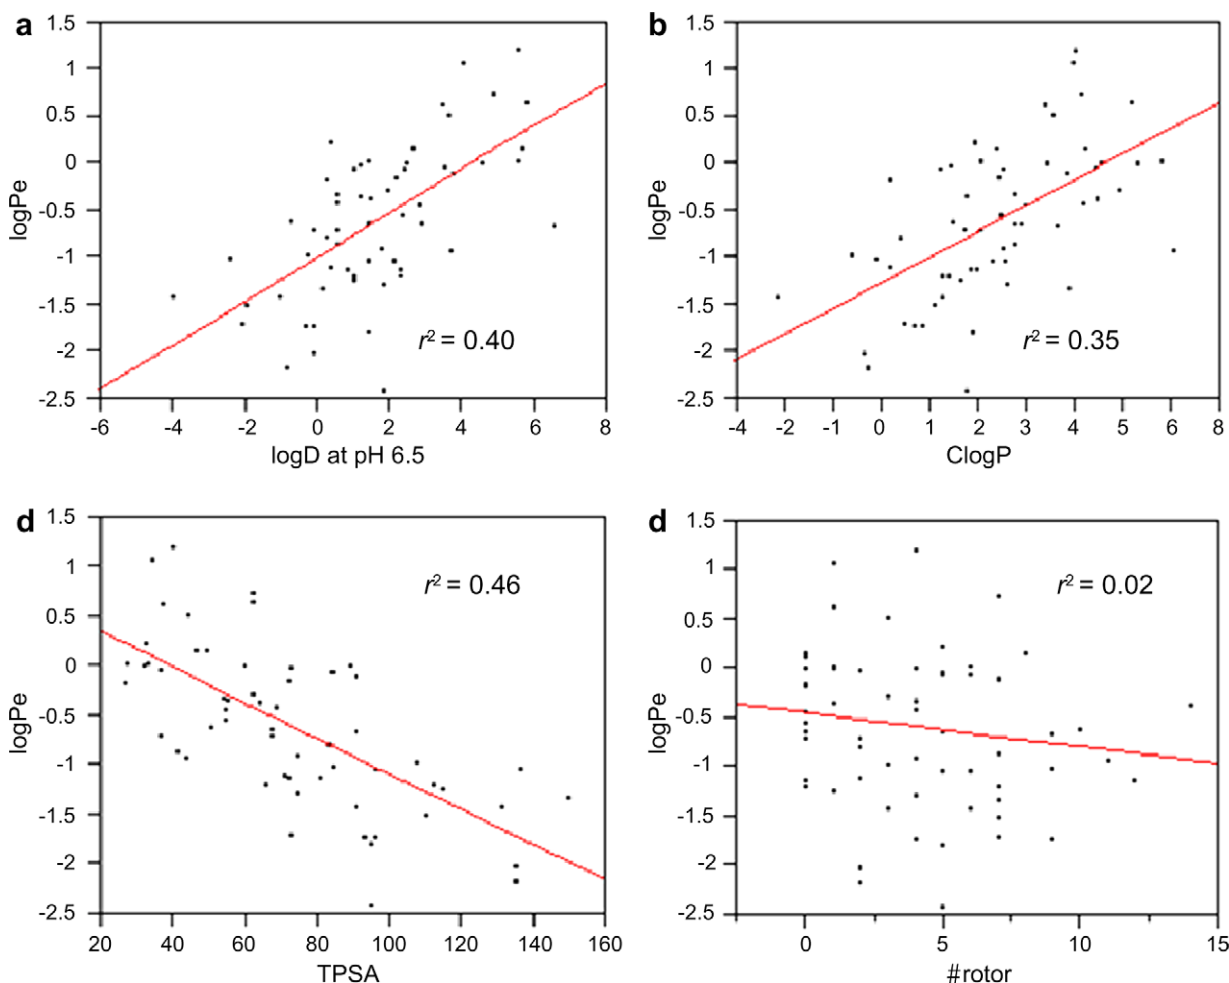 a
1.5
1
0.5
0
-0.5
-1
-1.5
-2
-2.5
logPe
r² = 0.40
-6 -4 -2 0 2 4 6 8
logD at pH 6.5
b
1.5
1
0.5
0
-0.5
-1
-1.5
-2
-2.5
logPe
r² = 0.35
-4 -2 -1 0 1 2 3 4 5 6 8
ClogP
d
1.5
1
0.5
0
-0.5
-1
-1.5
-2
-2.5
logPe
r² = 0.46
20 40 60 80 100 120 140 160
TPSA
d
1.5
1
0.5
0
-0.5
-1
-1.5
-2
-2.5
logPe
r² = 0.02
0 5 10 15
#rotor